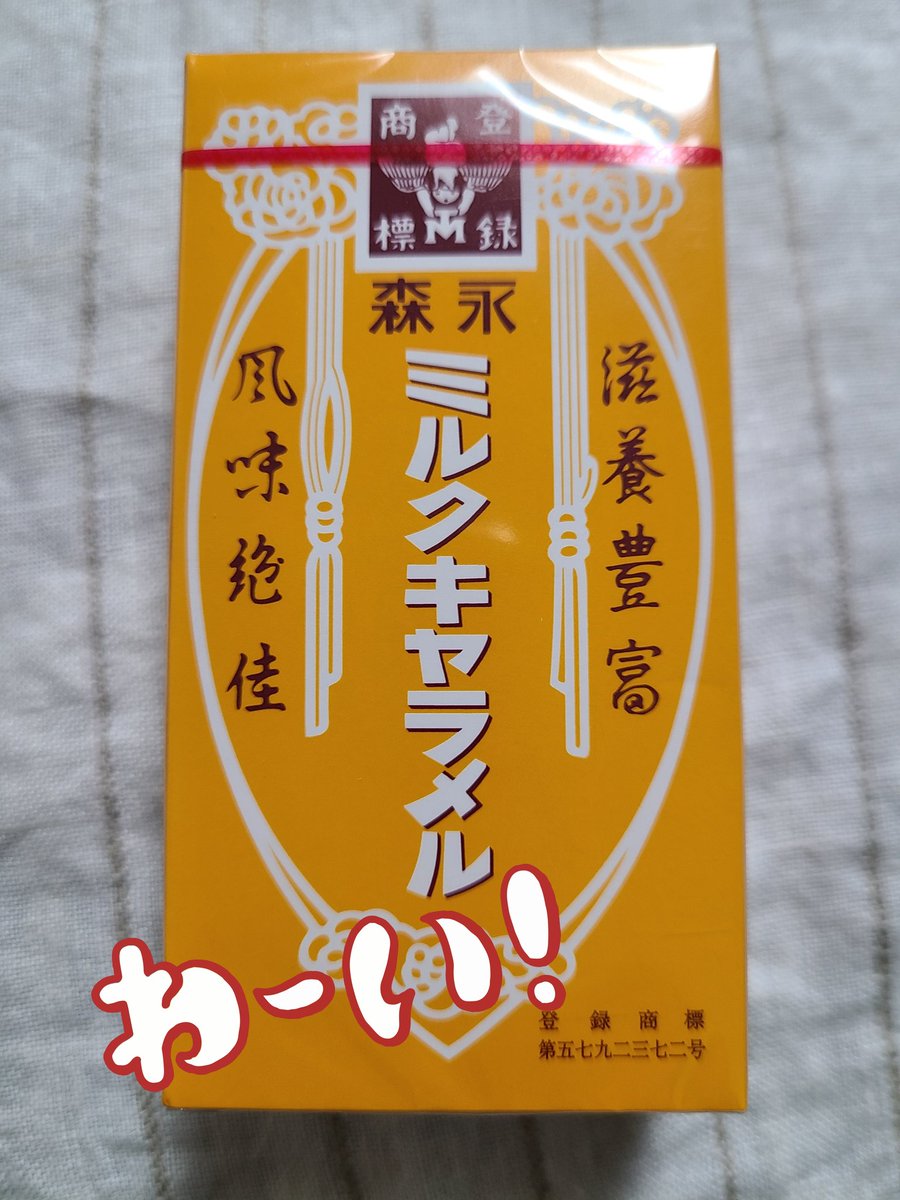 登録商標
TM
森永
ミルクキャラメル
滋養豊富
風味絶佳
わーい!
登録商標
第五七九二三七二号